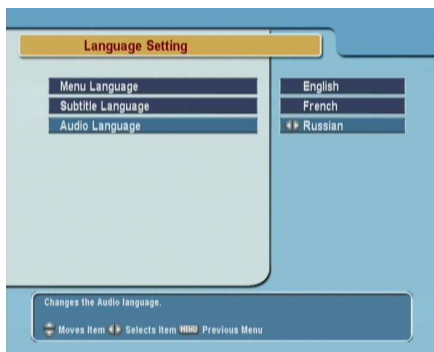 Language Setting
Menu Language English
Subtitle Language French
Audio Language Russian
Changes the Audio language.
Moves Item Selects Item MENU Previous Menu